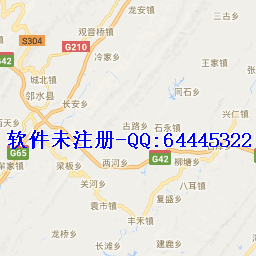 龙安镇
三古乡
观音桥镇
S304
G210
冷家乡
G42
王家镇
城北镇
同石乡
邻水县
长安乡
兴仁镇
古路乡
石永镇
软件未注册-QQ:64445322
G65
两河乡
G42
柳塘乡
梁板乡
关河乡
八耳镇
袁市镇
复盛乡
丰禾镇
龙桥乡
长滩乡
建鹿乡